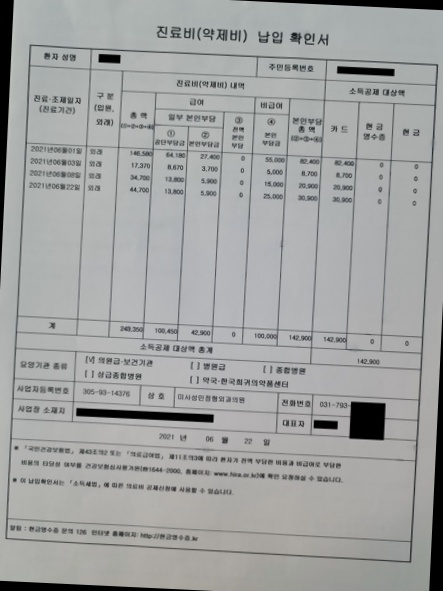 진료비(약제비) 납입 확인서
환자 성명
주민등록번호
진료·조제일자
(진료기간)
구 분
(입원,
외래)
진료비(약제비) 내역
소득공제 대상액
총 액
(①+②+③+④)
급여
비급여
본인부담
총 액
(②+③+④)
카 드
현 금
영수증
현 금
일부 본인부담
①
공단부담금
②
본인부담금
③
전액
본인
부담
④
본인
부담금
2021년06월01일 외래 146,580 64,180 27,400 0 55,000 82,400 82,400 0 0
2021년06월03일 외래 17,370 8,670 3,700 0 5,000 8,700 8,700 0 0
2021년06월08일 외래 34,700 13,800 5,900 0 15,000 20,900 20,900 0 0
2021년06월22일 외래 44,700 13,800 5,900 0 25,000 30,900 30,900 0 0
계 243,350 100,450 42,900 0 100,000 142,900 142,900 0 0
소득공제 대상액 총계 142,900
요양기관 종류 [V] 의원급·보건기관 [ ] 병원급 [ ] 종합병원
[ ] 상급종합병원 [ ] 약국·한국희귀의약품센터
사업자등록번호 305-93-14376 상 호 미사성인정형외과의원 전화번호 031-793-
사업장 소재지 대표자
2021 년 06 월 22 일
※ 「국민건강보험법」 제43조의2 또는 「의료급여법」 제11조의3에 따라 환자가 전액 부담한 비용과 비급여로 부담한
비용의 타당성 여부를 건강보험심사평가원(☎1644-2000, 홈페이지: www.hira.or.kr)에 확인 요청하실 수 있습니다.
※ 이 납입확인서는 「소득세법」에 따른 의료비 공제신청에 사용할 수 있습니다.
알림 : 현금영수증 문의 126 인터넷 홈페이지: http://현금영수증.kr